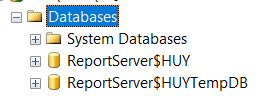 Databases
System Databases
ReportServer$HUY
ReportServer$HUYTempDB